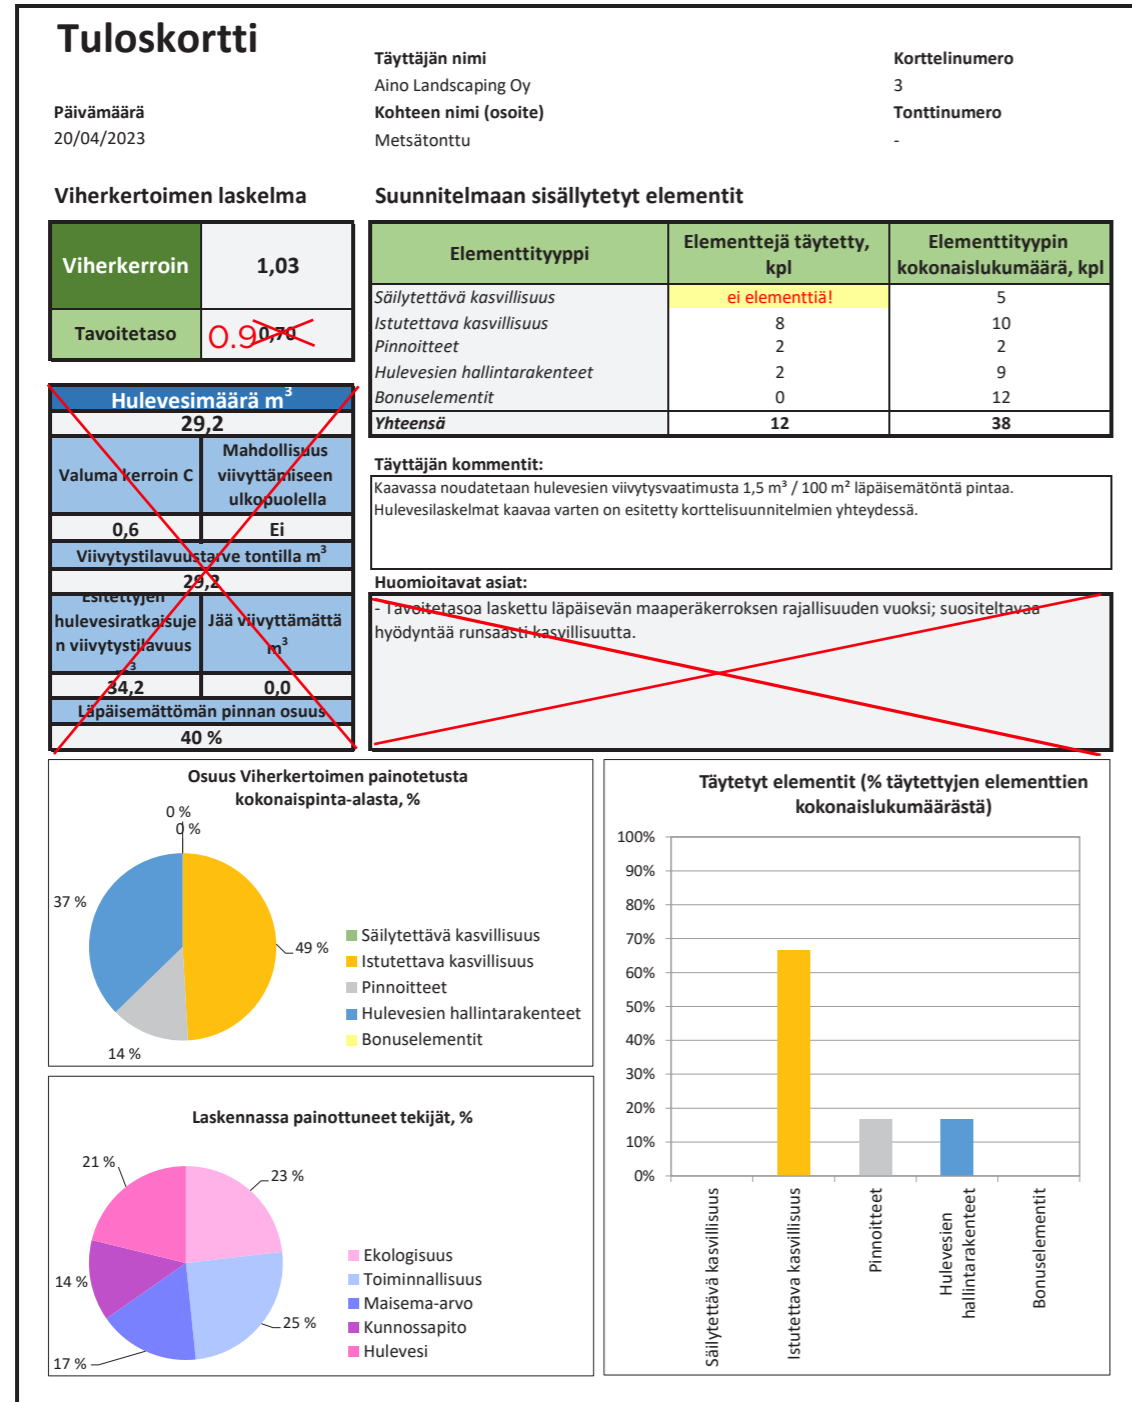 Tuloskortti
Täyttäjän nimi
Korttelinumero
Aino Landscaping Oy
3
Päivämäärä
Kohteen nimi (osoite)
Tonttinumero
20/04/2023
Metsätonttu
-
Viherkertoimen laskelma
Suunnitelmaan sisällytetyt elementit
Viherkerroin
1,03
Tavoitetaso
0.9
0,70
Elementtityyppi
Elementtejä täytetty,
kpl
Elementtityypin
kokonaislukumäärä, kpl
Säilytettävä kasvillisuus ei elementtiä! 5
Istutettava kasvillisuus 8 10
Pinnoitteet 2 2
Hulevesien hallintarakenteet 2 9
Bonuselementit 0 12
Yhteensä 12 38
Hulevesimäärä m³
29,2
Valuma kerroin C
Mahdollisuus
viivyttämiseen
ulkopuolella
0,6
Ei
Viivytystilavuustarve tontilla m³
29,2
Esitettyjen
hulevesiratkaisuje
n viivytystilavuus
m³
Jää viivyttämättä
m³
34,2
0,0
Läpäisemättömän pinnan osuus
40 %
Täyttäjän kommentit:
Kaavassa noudatetaan hulevesien viivytysvaatimusta 1,5 m³ / 100 m² läpäisemätöntä pintaa.
Hulevesilaskelmat kaavaa varten on esitetty korttelisuunnitelmien yhteydessä.
Huomioitavat asiat:
- Tavoitetasoa laskettu läpäisevän maaperäkerroksen rajallisuuden vuoksi; suositeltavaa
hyödyntää runsaasti kasvillisuutta.
Osuus Viherkertoimen painotetusta
kokonaispinta-alasta, %
0 %
0 %
37 %
49 %
14 %
Säilytettävä kasvillisuus
Istutettava kasvillisuus
Pinnoitteet
Hulevesien hallintarakenteet
Bonuselementit
Laskennassa painottuneet tekijät, %
21 %
23 %
14 %
25 %
17 %
Ekologisuus
Toiminnallisuus
Maisema-arvo
Kunnossapito
Hulevesi
Täytetyt elementit (% täytettyjen elementtien
kokonaislukumäärästä)
100%
90%
80%
70%
60%
50%
40%
30%
20%
10%
0%
Säilytettävä kasvillisuus
Istutettava kasvillisuus
Pinnoitteet
Hulevesien
hallintarakenteet
Bonuselementit